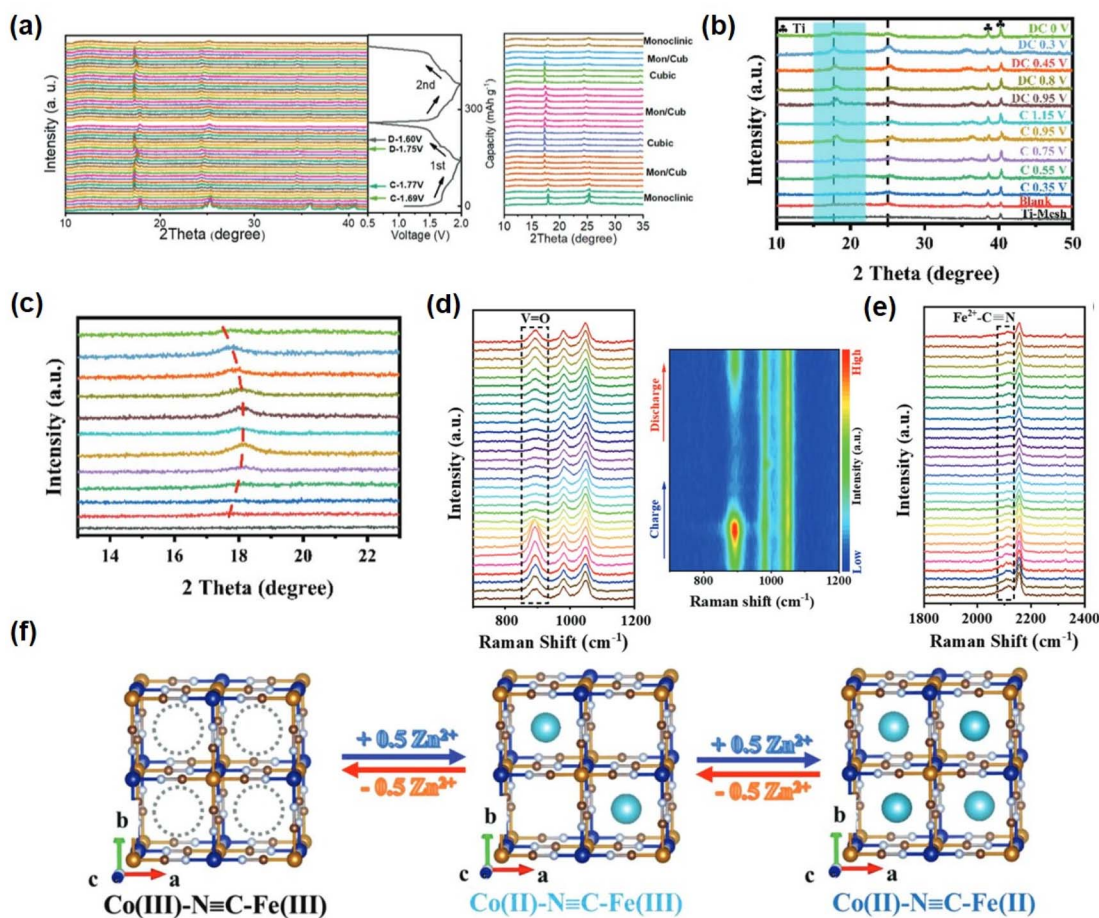 (a)
Intensity (a. u.)
10 20 30 40
2Theta (degree)
2nd
1st
D-1.60V
D-1.75V
C-1.77V
C-1.69V
0.5 1.0 1.5 2.0
Voltage (V)
300
0
Capacity (mAh g⁻¹)
Monoclinic
Mon/Cub
Cubic
Mon/Cub
Cubic
Mon/Cub
Monoclinic
10 15 20 25 30 35
2Theta (degree)
(b)
♣ Ti
♣ ♣
DC 0 V
DC 0.3 V
DC 0.45 V
DC 0.8 V
DC 0.95 V
C 1.15 V
C 0.95 V
C 0.75 V
C 0.55 V
C 0.35 V
Blank
Ti-Mesh
Intensity (a.u.)
10 20 30 40 50
2 Theta (degree)
(c)
Intensity (a.u.)
14 16 18 20 22
2 Theta (degree)
(d)
V=O
Intensity (a.u.)
800 1000 1200
Raman Shift (cm⁻¹)
Discharge
Charge
High
Intensity (a.u.)
Low
800 1000 1200
Raman shift (cm⁻¹)
(e)
Fe²⁺-C≡N
Intensity (a.u.)
1800 2000 2200 2400
Raman Shift (cm⁻¹)
(f)
+ 0.5 Zn²⁺
- 0.5 Zn²⁺
+ 0.5 Zn²⁺
- 0.5 Zn²⁺
b
c
a
b
c
a
b
c
a
Co(III)-N≡C-Fe(III)
Co(II)-N≡C-Fe(III)
Co(II)-N≡C-Fe(II)